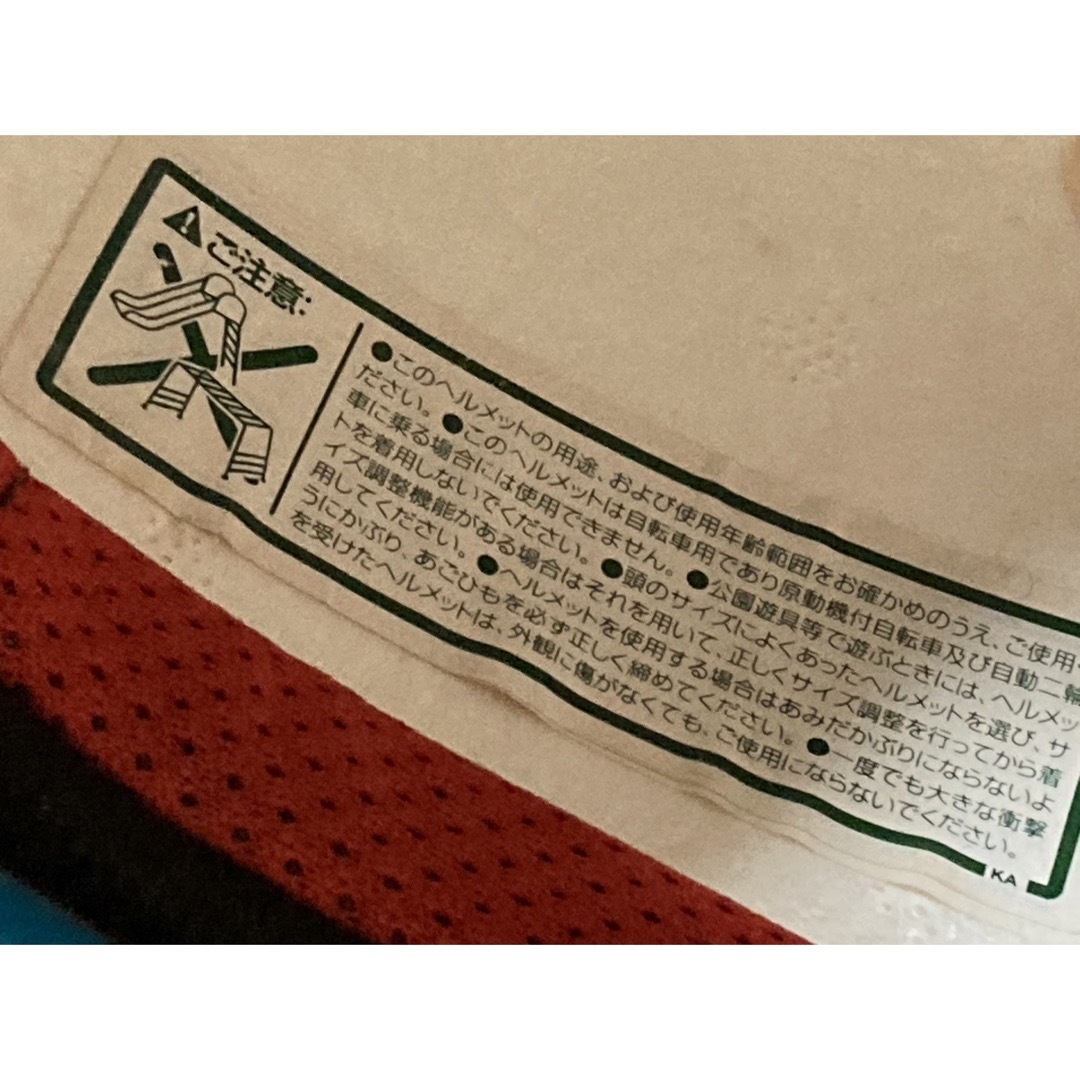 ご注意:
●このヘルメットの用途、および使用年齢範囲をお確かめのうえ、ご使用く
ださい。●このヘルメットは自転車用であり原動機付自転車及び自動二輪
車に乗る場合には使用できません。●公園遊具等で遊ぶときには、ヘルメッ
トを着用しないでください。●頭のサイズによくあったヘルメットを選び、サ
イズ調整機能がある場合はそれを用いて、正しくサイズ調整を行ってから着
用してください。●ヘルメットを使用する場合はあみだかぶりにならないよ
うにかぶり、あごひもを必ず正しく締めてください。●一度でも大きな衝撃
を受けたヘルメットは、外観に傷がなくても、ご使用にならないでください。
KA